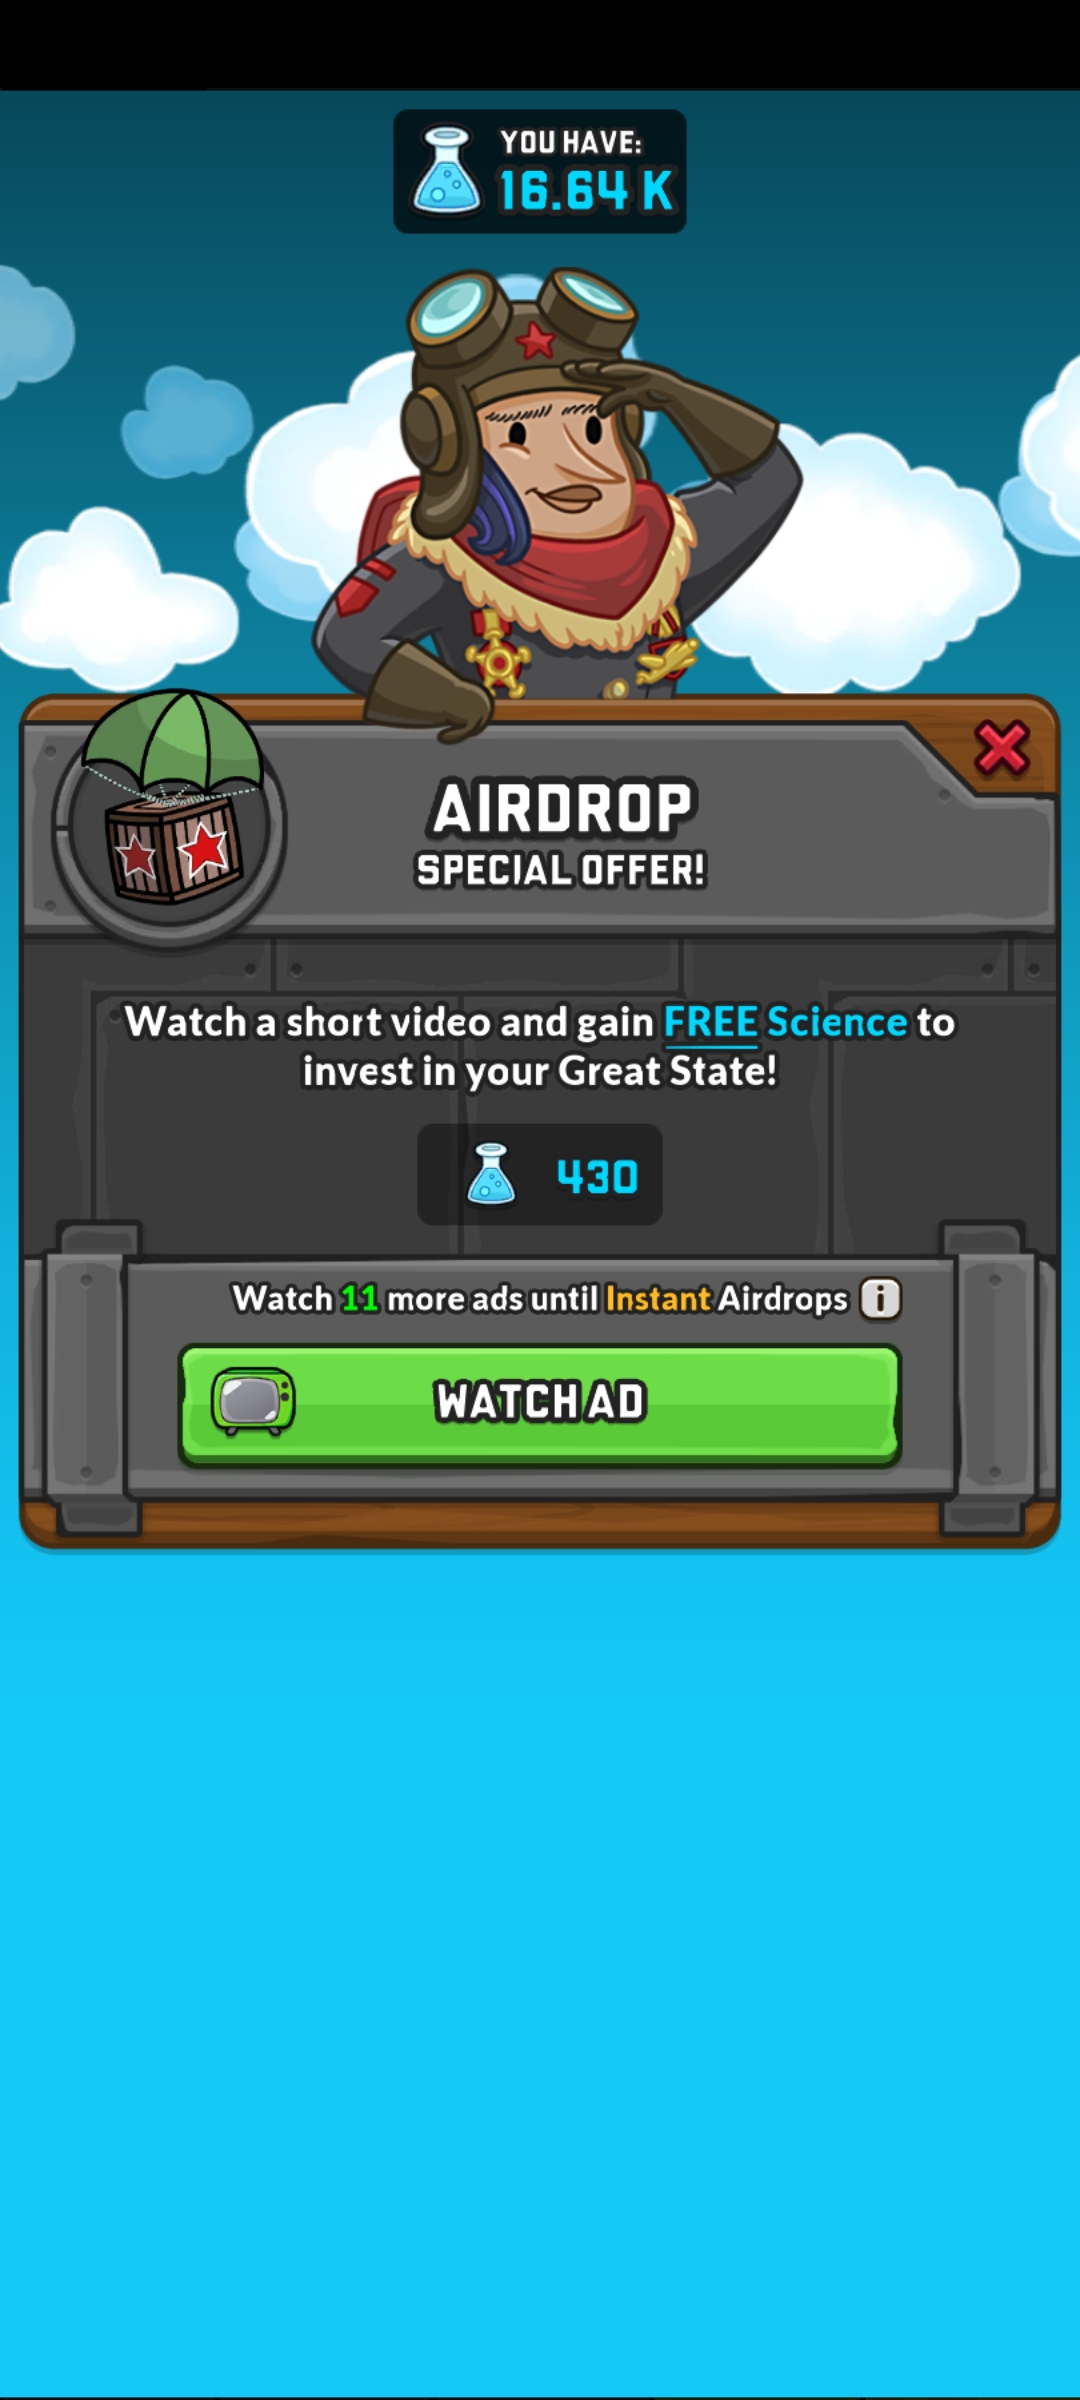 YOU HAVE:
16.64 K
AIRDROP
SPECIAL OFFER!
Watch a short video and gain FREE Science to
invest in your Great State!
430
Watch 11 more ads until Instant Airdrops i
WATCH AD